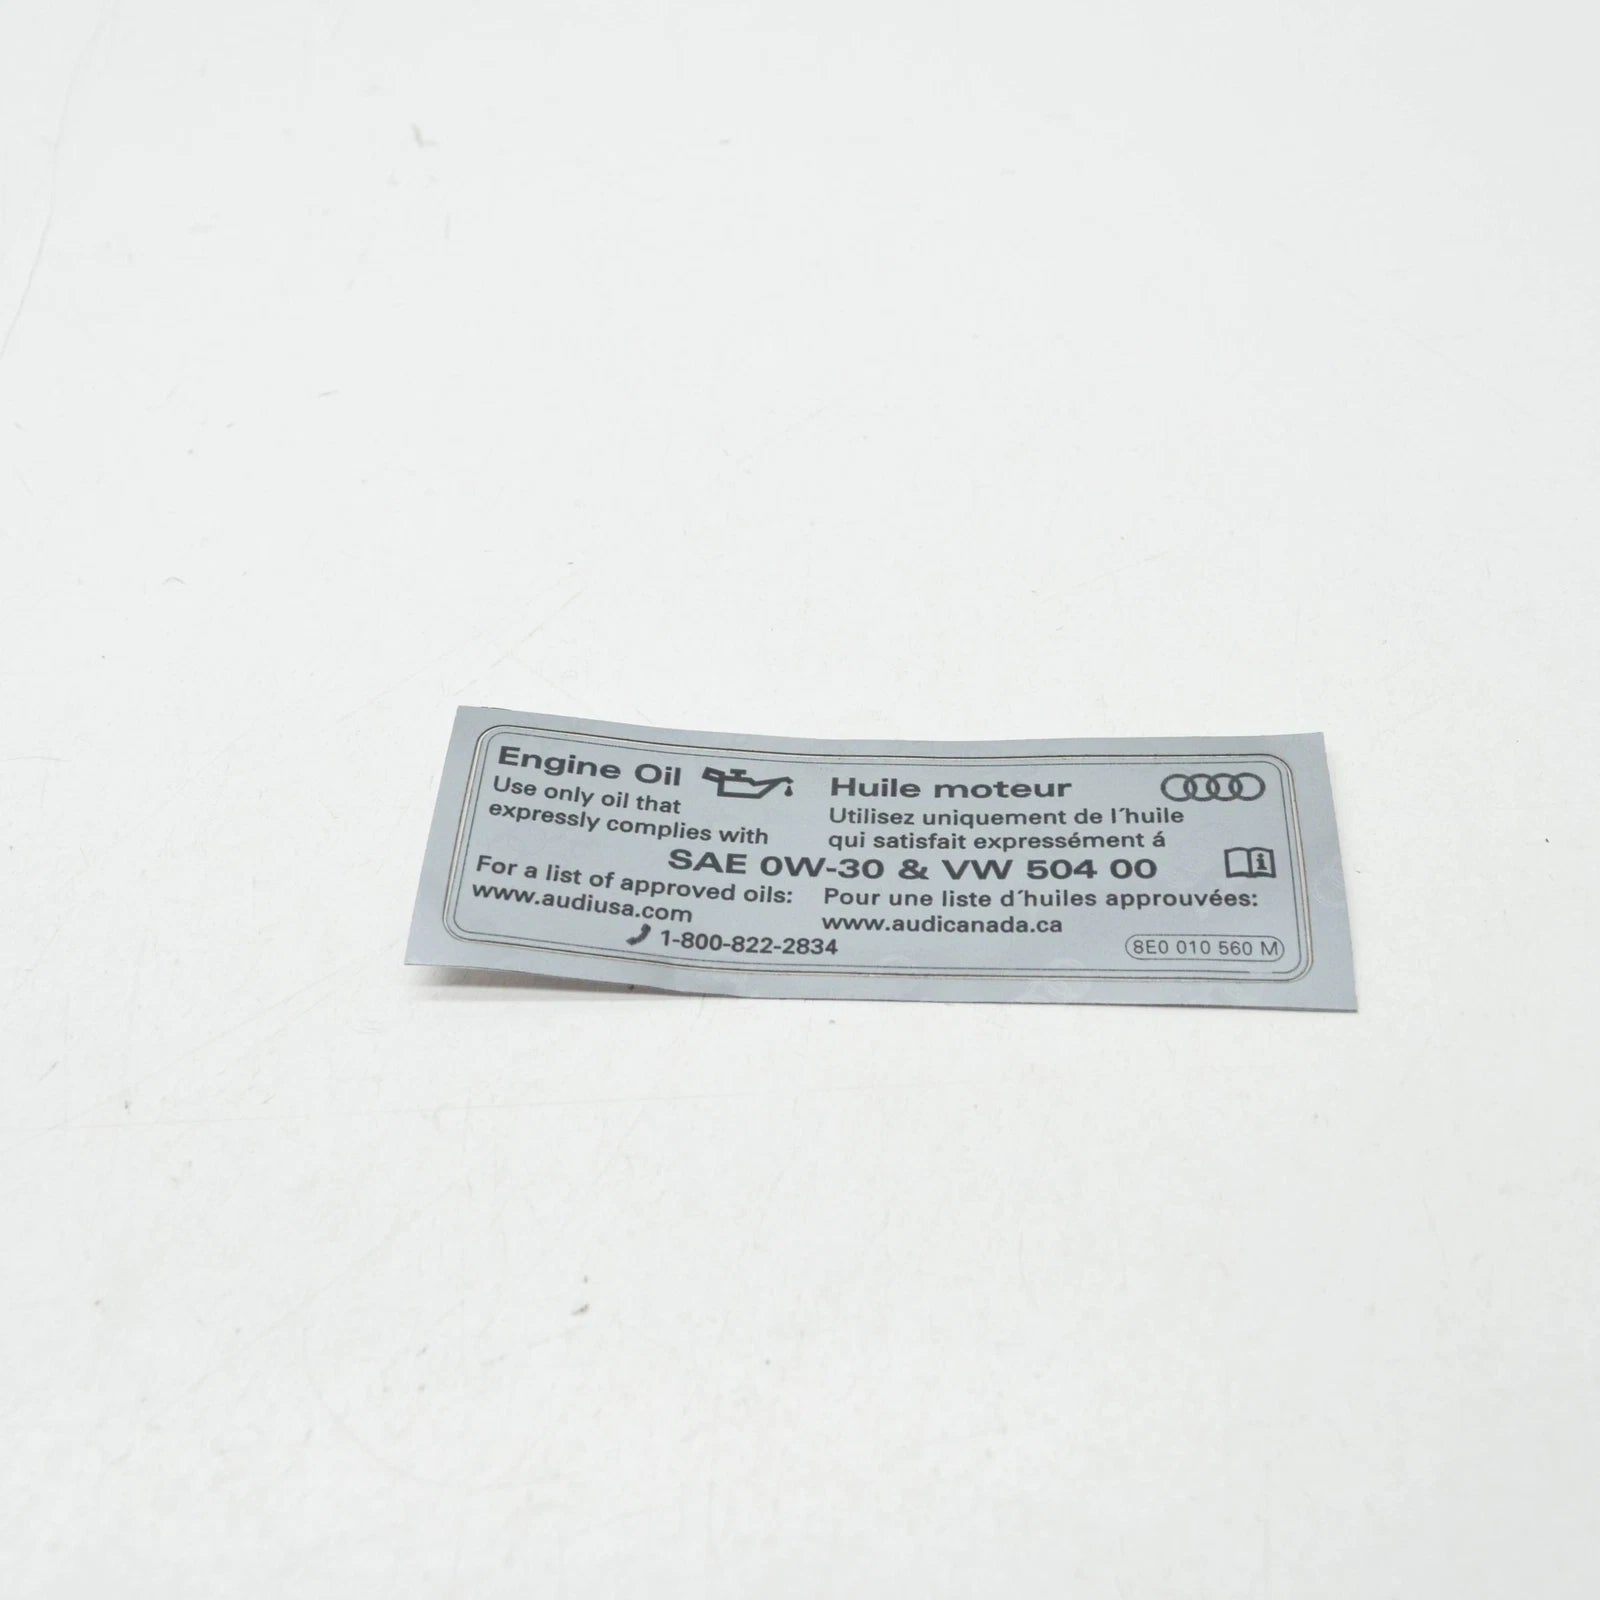 Engine Oil
Use only oil that
expressly complies with
Huile moteur
Utilisez uniquement de l´huile
qui satisfait expressément á
SAE 0W-30 & VW 504 00
For a list of approved oils:
www.audiusa.com
Pour une liste d´huiles approuvées:
www.audicanada.ca
1-800-822-2834
8E0 010 560 M